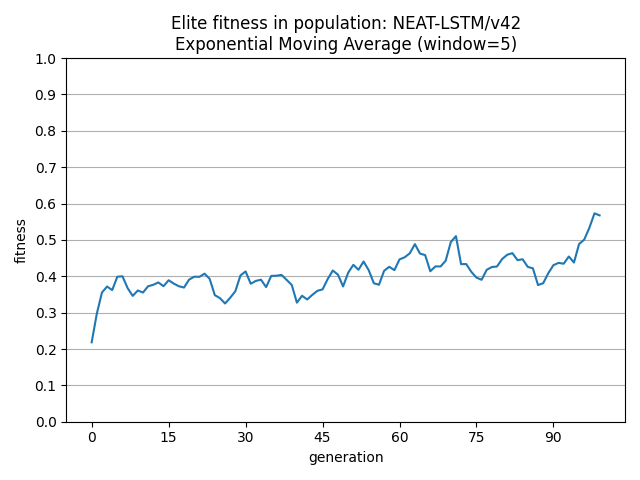 Elite fitness in population: NEAT-LSTM/v42
Exponential Moving Average (window=5)
1.0
0.9
0.8
0.7
0.6
0.5
0.4
0.3
0.2
0.1
0.0
fitness
0 15 30 45 60 75 90
generation